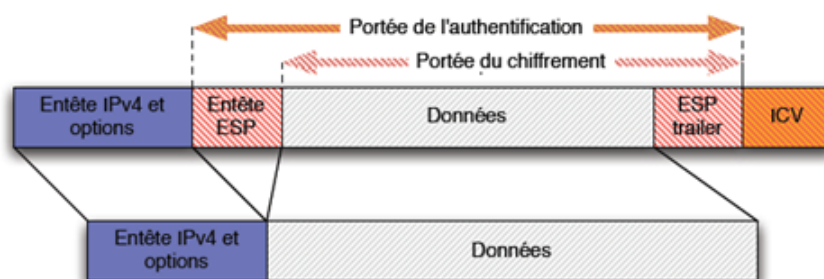 Portée de l'authentification
Portée du chiffrement
Entête IPv4 et
options
Entête
ESP
Données
ESP
trailer
ICV
Entête IPv4 et
options
Données